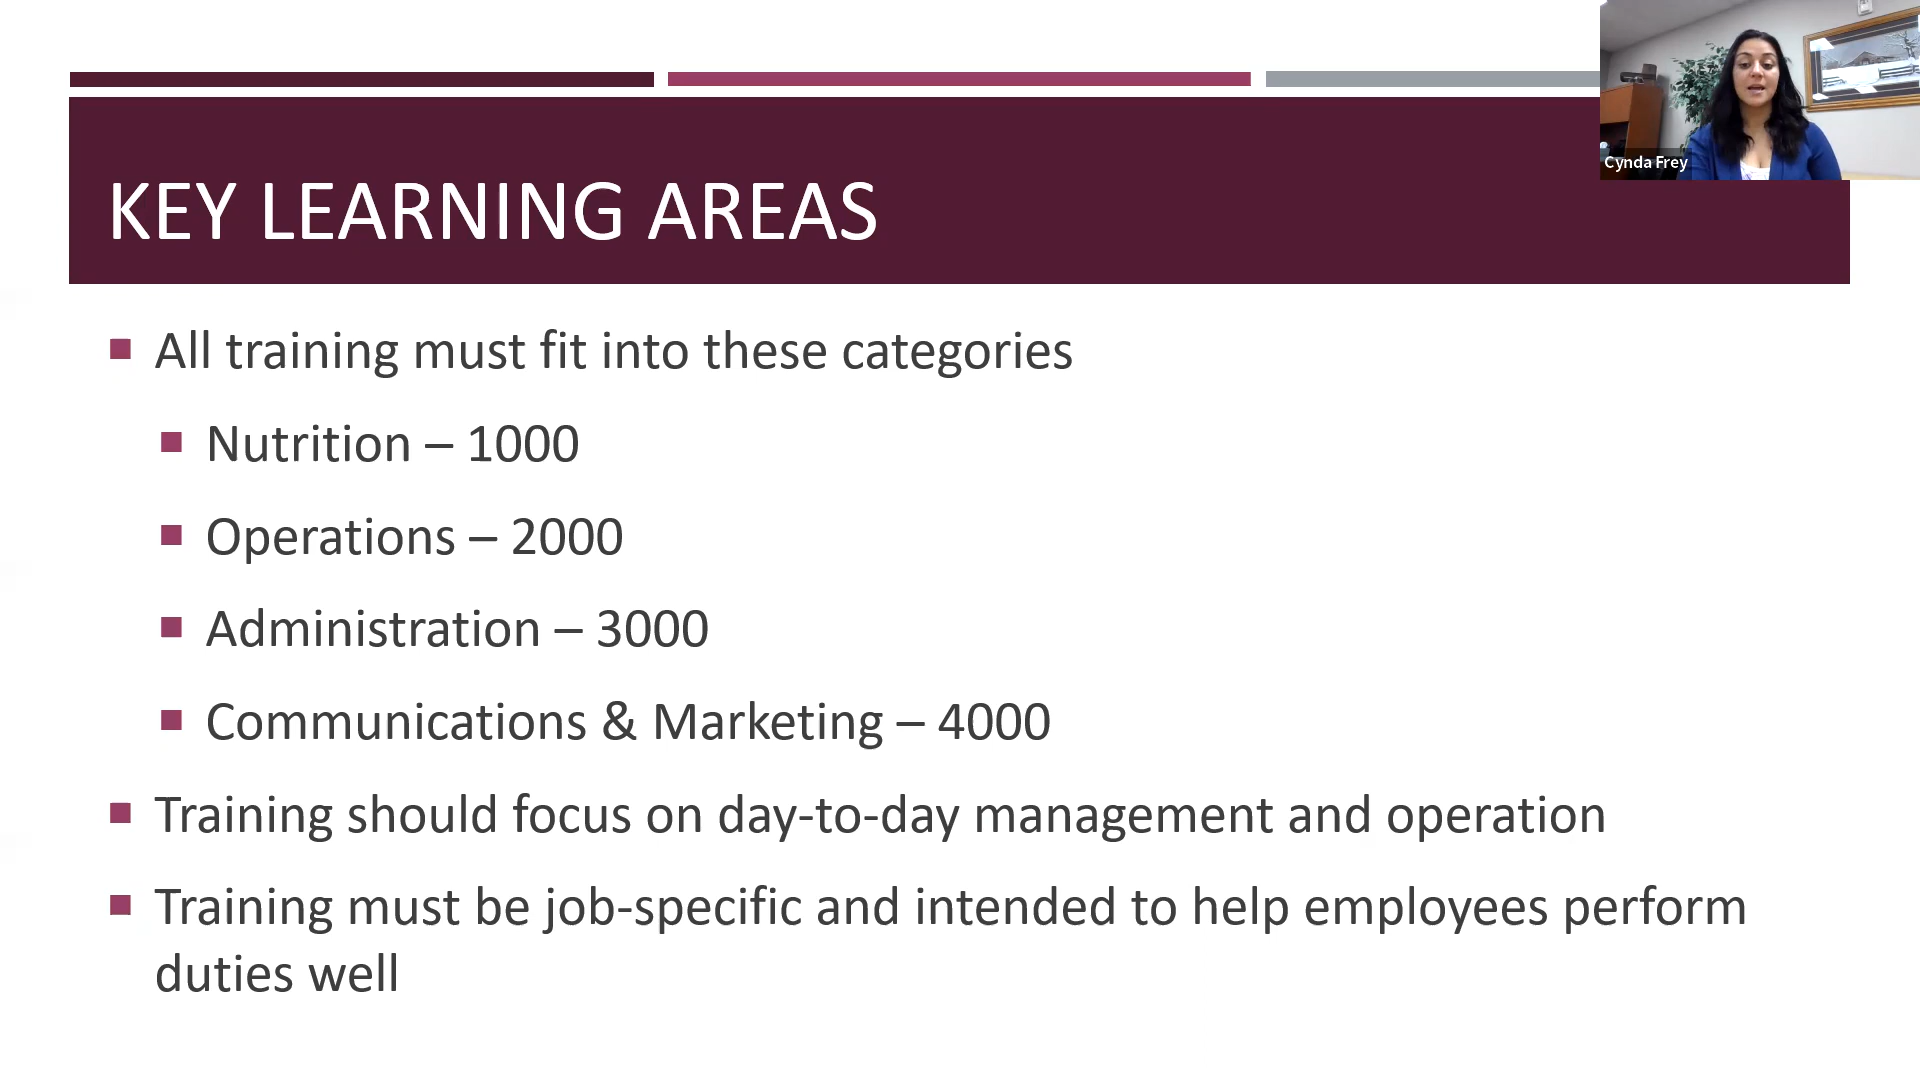 Cynda Frey
KEY LEARNING AREAS
All training must fit into these categories
Nutrition – 1000
Operations – 2000
Administration – 3000
Communications & Marketing – 4000
Training should focus on day-to-day management and operation
Training must be job-specific and intended to help employees perform
duties well